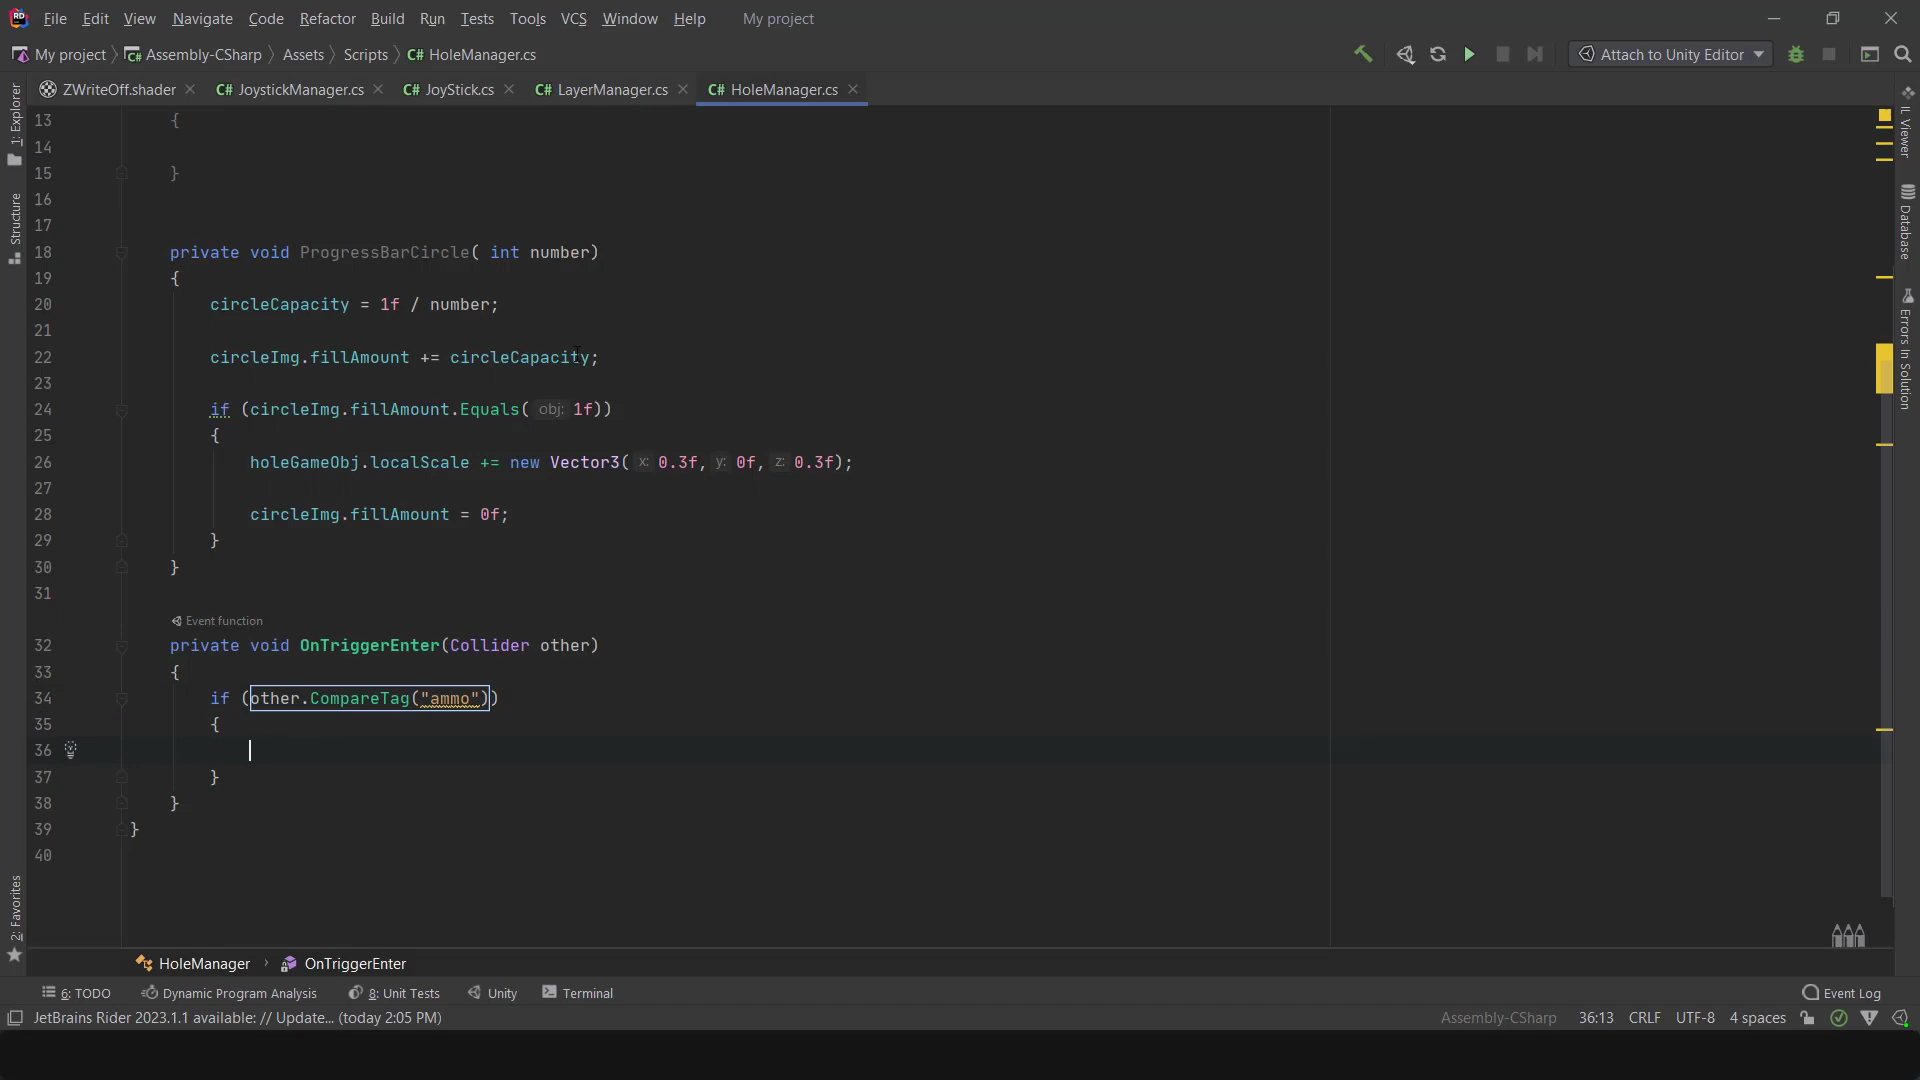 File Edit View Navigate Code Refactor Build Run Tests Tools VCS Window Help My project
My project Assembly-CSharp Assets Scripts C# HoleManager.cs Attach to Unity Editor
ZWriteOff.shader C# JoystickManager.cs C# JoyStick.cs C# LayerManager.cs C# HoleManager.cs
1: Explorer
Structure
2: Favorites
13 {
14
15 }
16
17
18 private void ProgressBarCircle( int number)
19 {
20 circleCapacity = 1f / number;
21
22 circleImg.fillAmount += circleCapacity;
23
24 if (circleImg.fillAmount.Equals( obj: 1f))
25 {
26 holeGameObj.localScale += new Vector3( x: 0.3f, y: 0f, z: 0.3f);
27
28 circleImg.fillAmount = 0f;
29 }
30 }
31
Event function
32 private void OnTriggerEnter(Collider other)
33 {
34 if (other.CompareTag("ammo"))
35 {
36
37 }
38 }
39 }
40
IL Viewer
Database
Errors In Solution
HoleManager OnTriggerEnter
6: TODO Dynamic Program Analysis 8: Unit Tests Unity Terminal Event Log
JetBrains Rider 2023.1.1 available: // Update... (today 2:05 PM) Assembly-CSharp 36:13 CRLF UTF-8 4 spaces